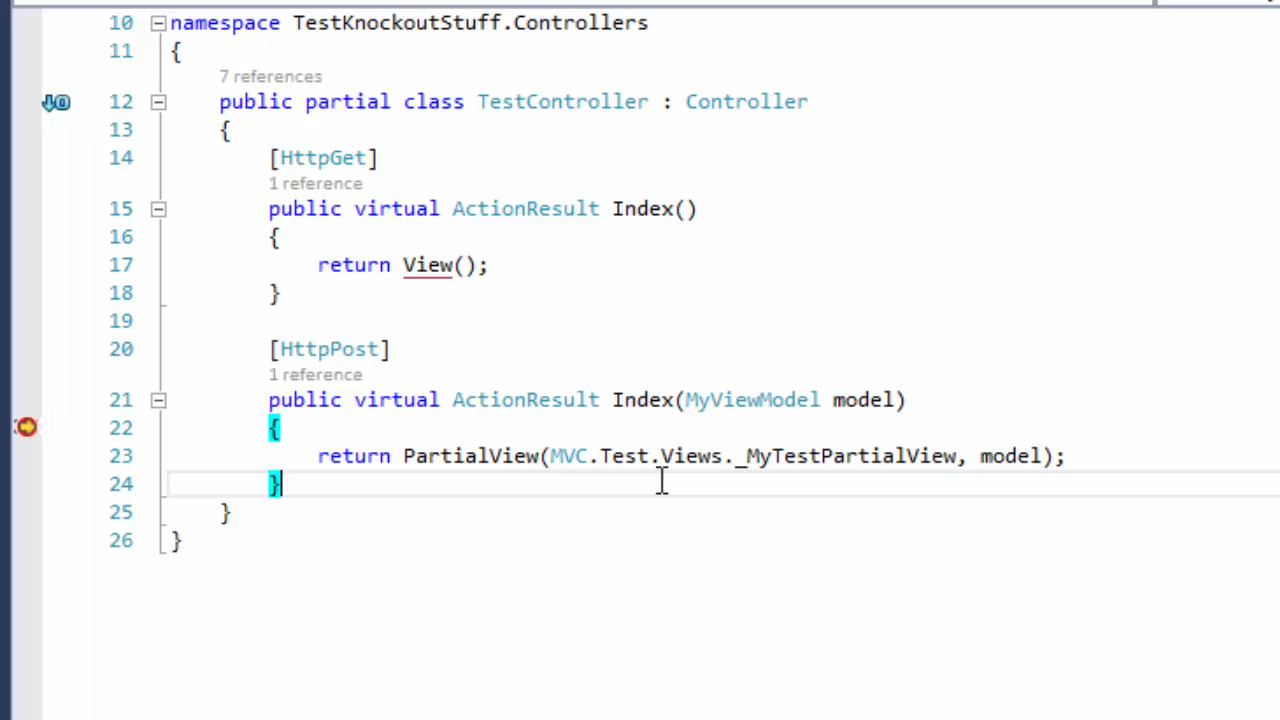 10 namespace TestKnockoutStuff.Controllers
11 {
7 references
12 public partial class TestController : Controller
13 {
14 [HttpGet]
1 reference
15 public virtual ActionResult Index()
16 {
17 return View();
18 }
19
20 [HttpPost]
1 reference
21 public virtual ActionResult Index(MyViewModel model)
22 {
23 return PartialView(MVC.Test.Views._MyTestPartialView, model);
24 }
25 }
26 }